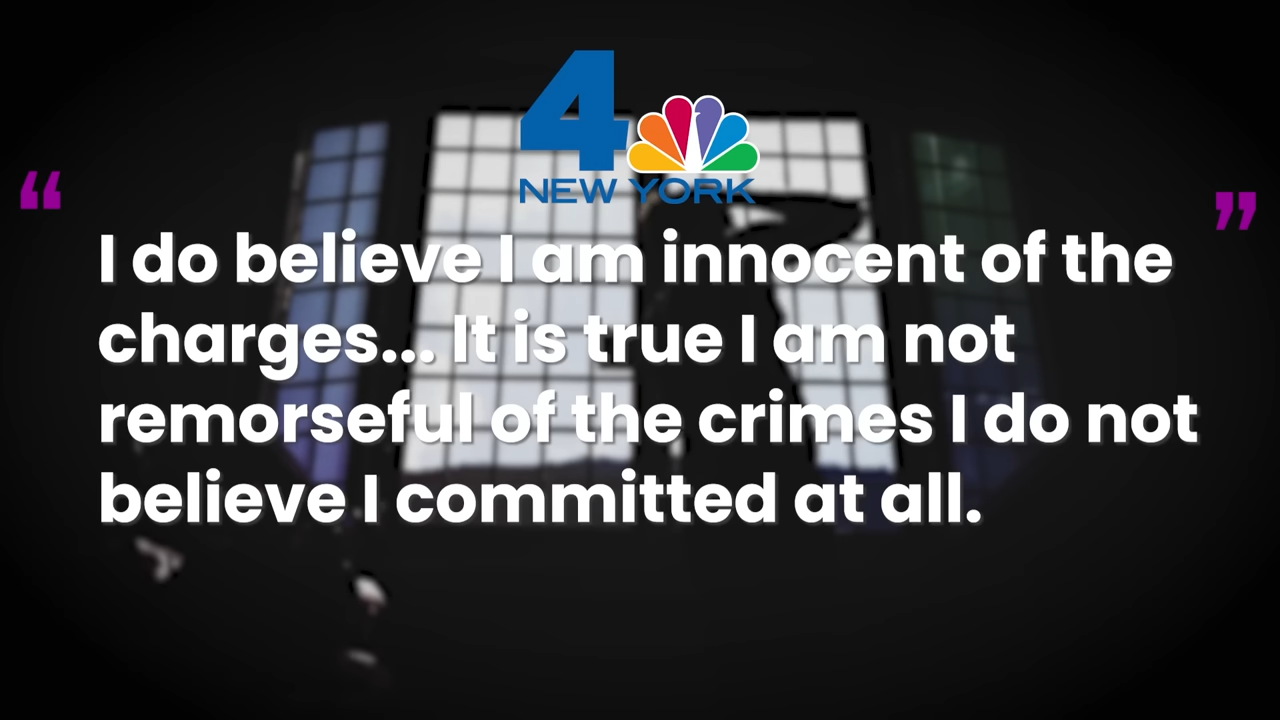 4
NEW YORK
“ ”
I do believe I am innocent of the
charges... It is true I am not
remorseful of the crimes I do not
believe I committed at all.